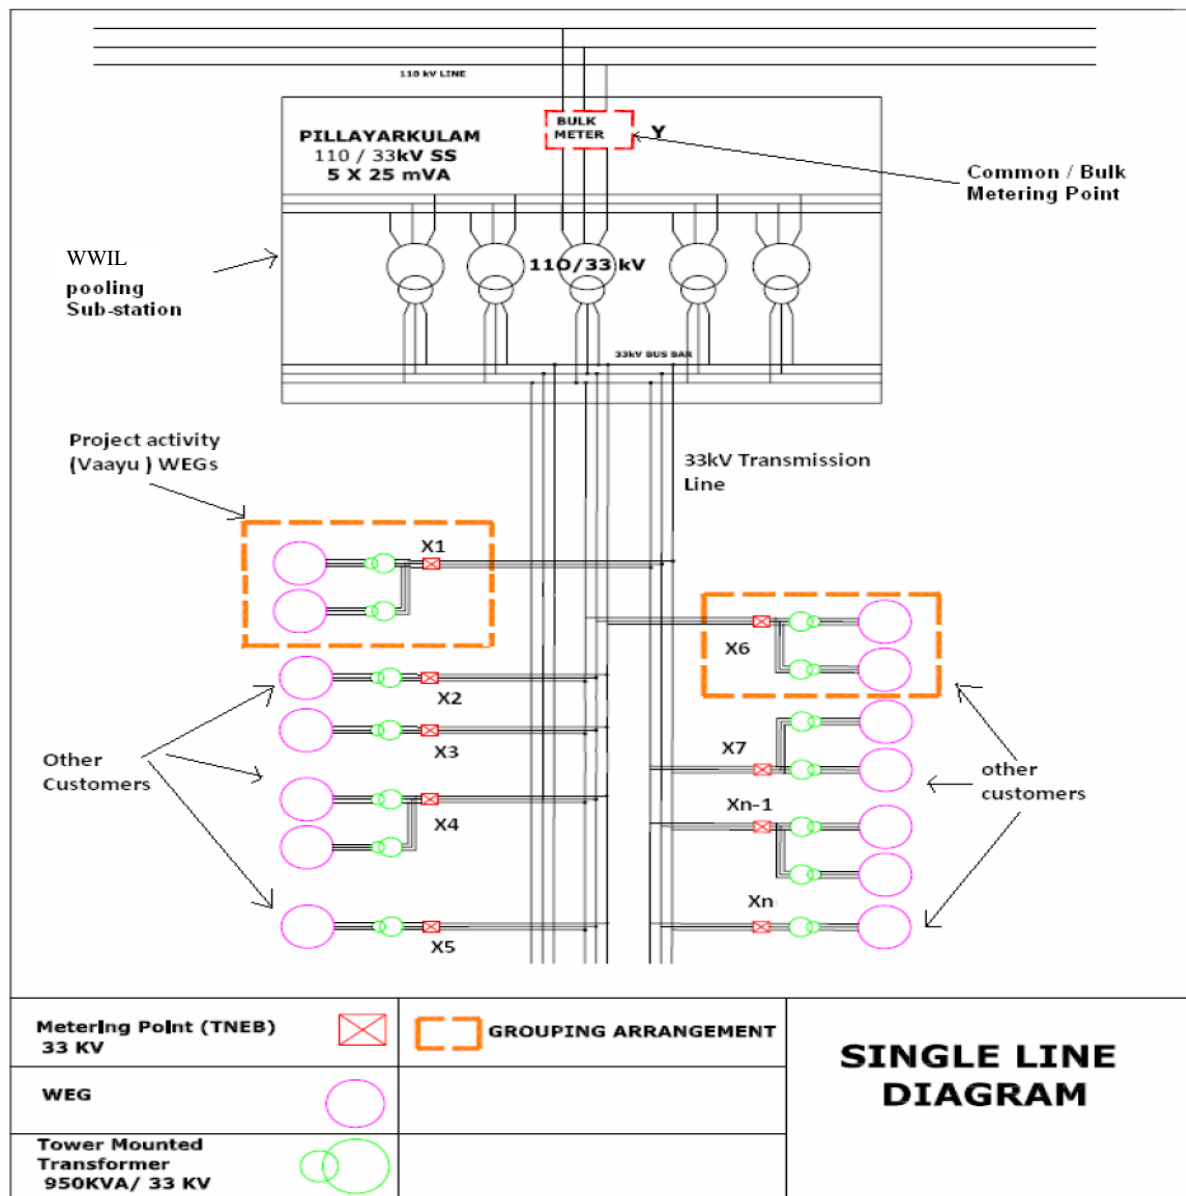 110 kV LINE
BULK
METER
Y
PILLAYARKULAM
110 / 33kV SS
5 X 25 mVA
Common / Bulk
Metering Point
WWIL
pooling
Sub-station
110/33 kV
33kV BUS BAR
Project activity
(Vaayu ) WEGs
33kV Transmission
Line
X1
X6
X2
X3
X7
Other
Customers
other
customers
X4
Xn-1
Xn
X5
Metering Point (TNEB)
33 KV
GROUPING ARRANGEMENT
SINGLE LINE
DIAGRAM
WEG
Tower Mounted
Transformer
950KVA/ 33 KV